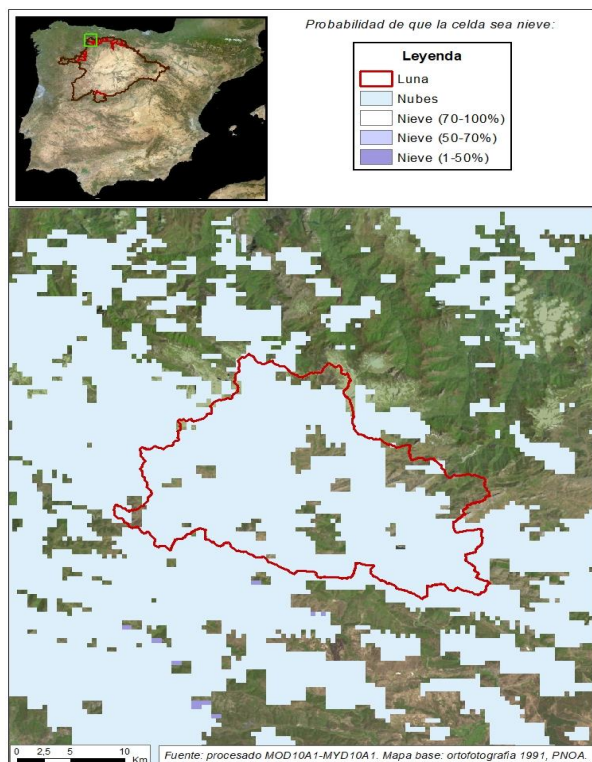 Probabilidad de que la celda sea nieve:
Leyenda
Luna
Nubes
Nieve (70-100%)
Nieve (50-70%)
Nieve (1-50%)
0 2,5 5 10
Km
Fuente: procesado MOD10A1-MYD10A1. Mapa base: ortofotografía 1991, PNOA.